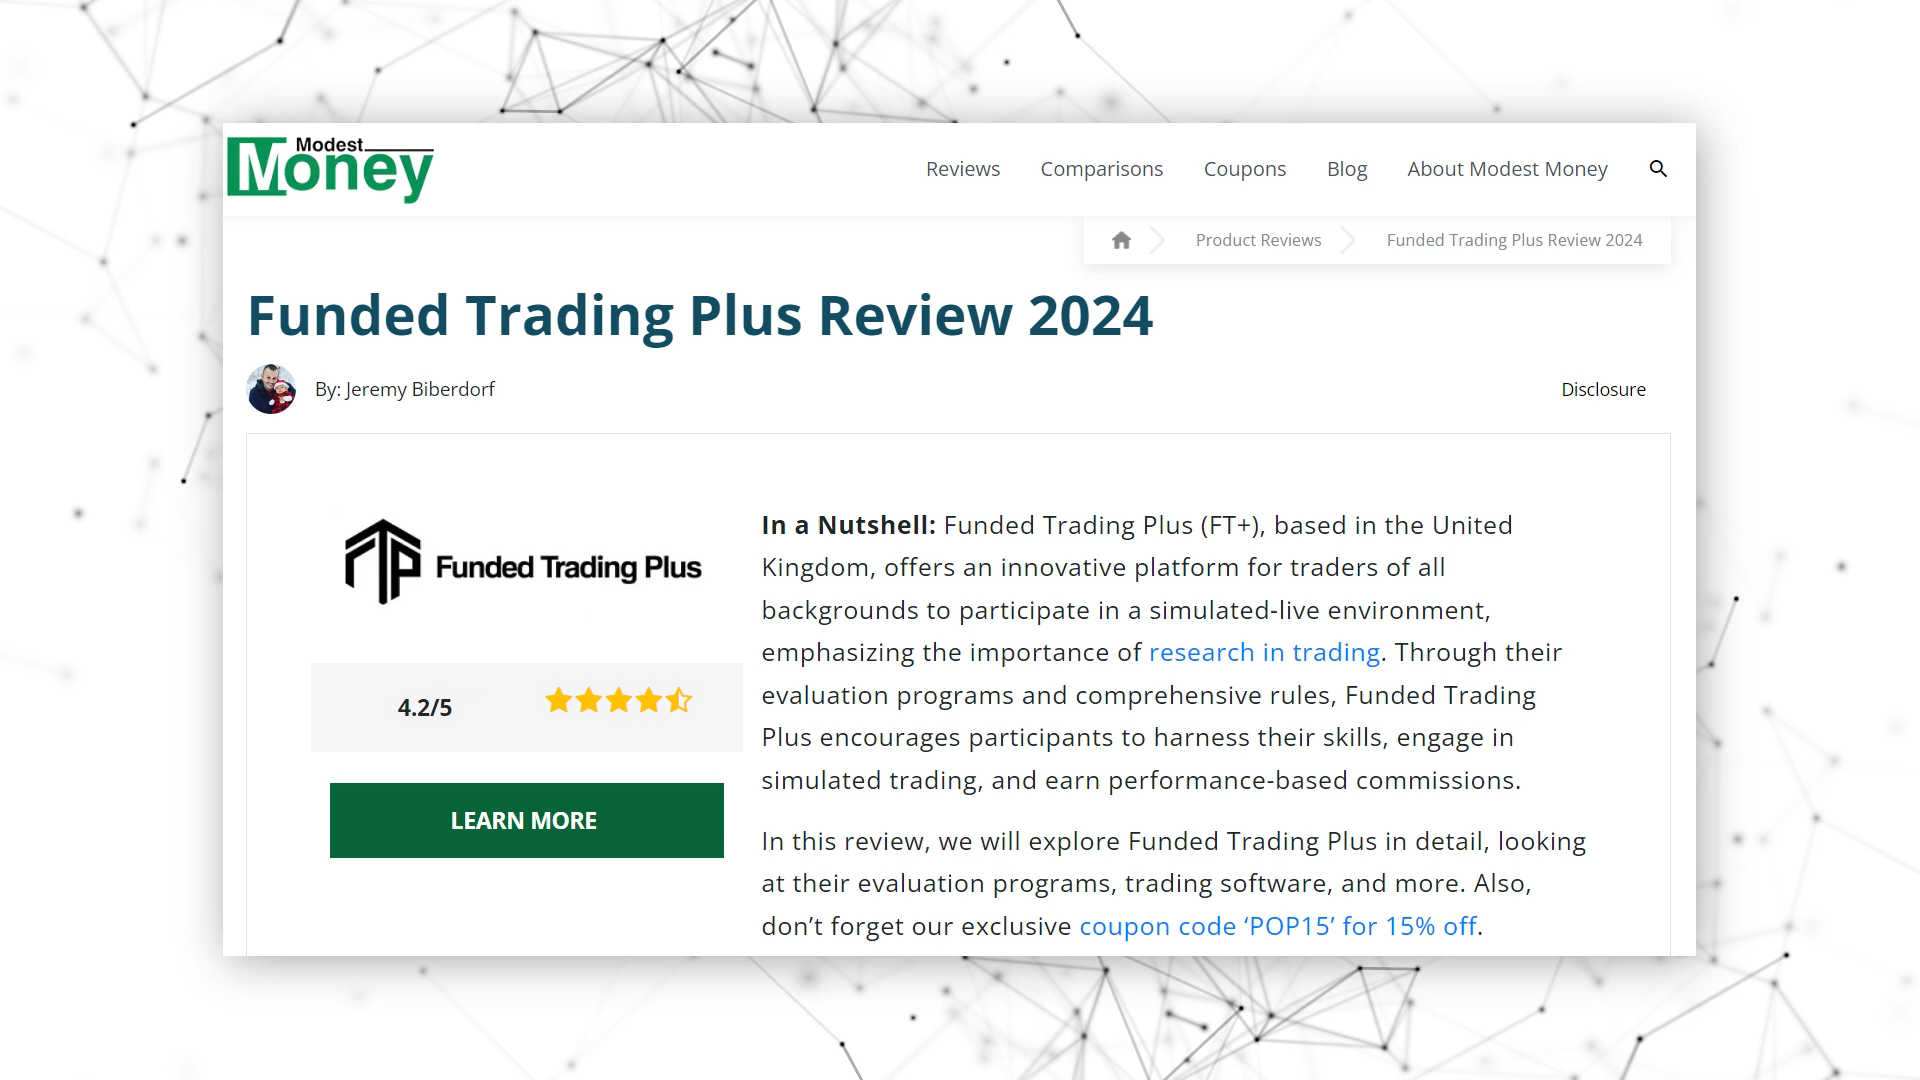 Modest
Money
Reviews Comparisons Coupons Blog About Modest Money
Product Reviews Funded Trading Plus Review 2024
Funded Trading Plus Review 2024
By: Jeremy Biberdorf
Disclosure
Funded Trading Plus
4.2/5
LEARN MORE
In a Nutshell: Funded Trading Plus (FT+), based in the United
Kingdom, offers an innovative platform for traders of all
backgrounds to participate in a simulated-live environment,
emphasizing the importance of research in trading. Through their
evaluation programs and comprehensive rules, Funded Trading
Plus encourages participants to harness their skills, engage in
simulated trading, and earn performance-based commissions.
In this review, we will explore Funded Trading Plus in detail, looking
at their evaluation programs, trading software, and more. Also,
don’t forget our exclusive coupon code ‘POP15’ for 15% off.